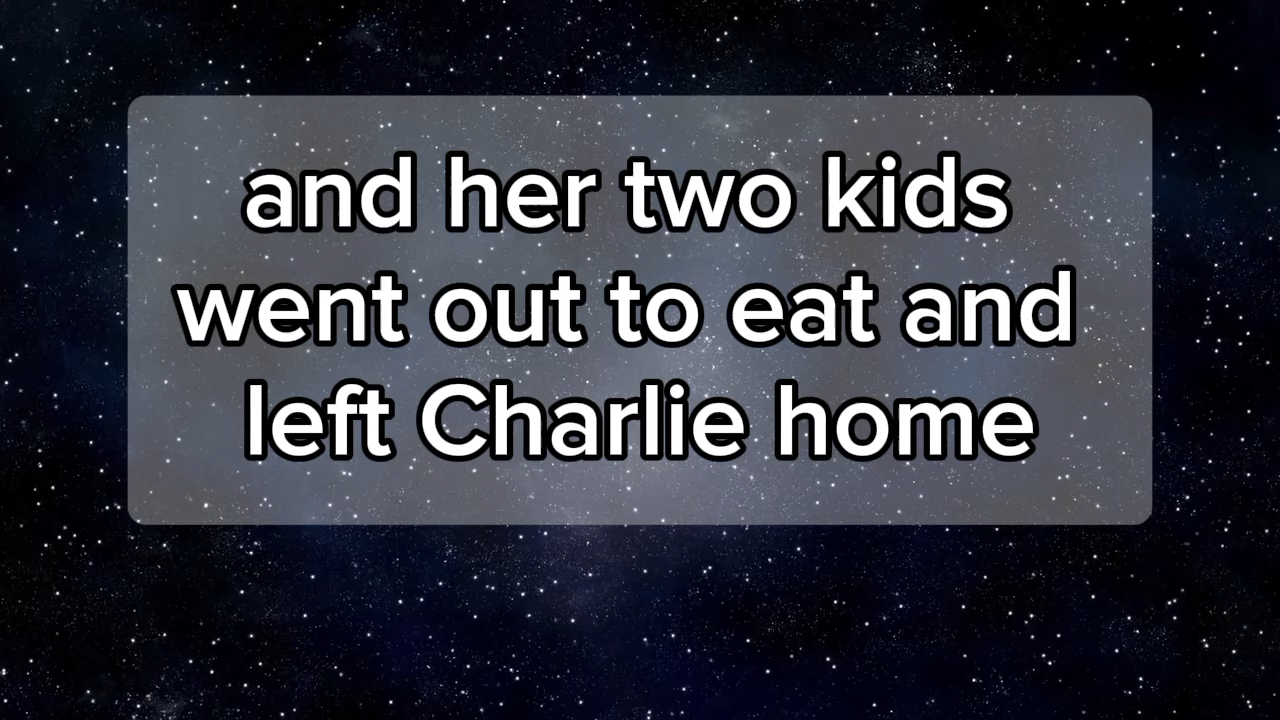 and her two kids
went out to eat and
left Charlie home